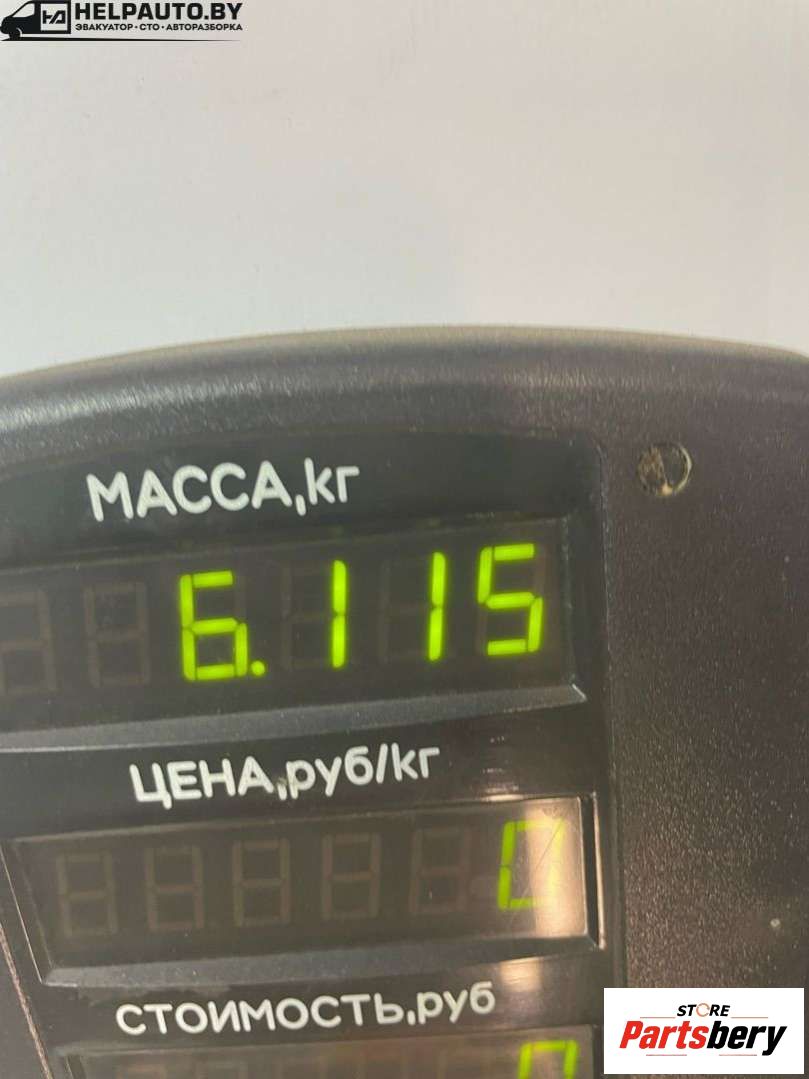 HELPAUTO.BY
ЭВАКУАТОР•СТО•АВТОРАЗБОРКА
МАССА,кг
6.115
ЦЕНА,руб/кг
0
СТОИМОСТЬ,руб
0
STORE
Partsbery